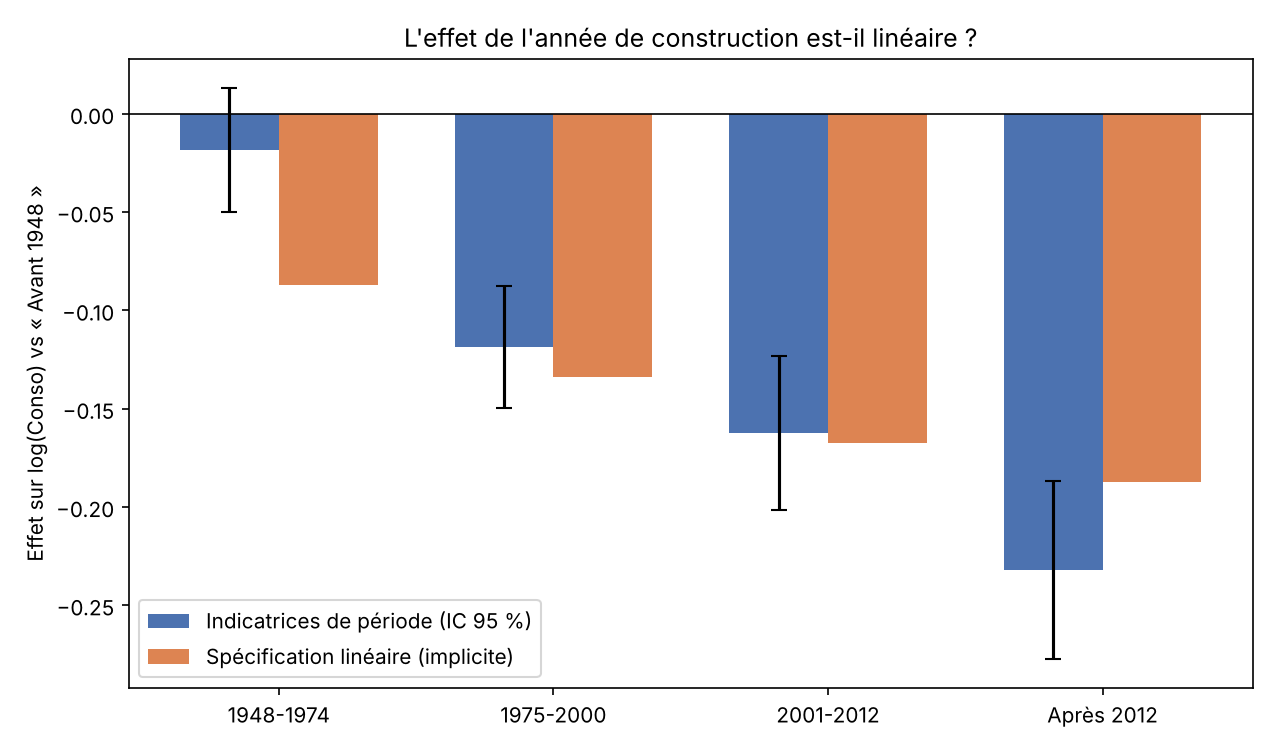 L'effet de l'année de construction est-il linéaire ?
Effet sur log(Conso) vs « Avant 1948 »
0.00
−0.05
−0.10
−0.15
−0.20
−0.25
Indicatrices de période (IC 95 %)
Spécification linéaire (implicite)
1948-1974
1975-2000
2001-2012
Après 2012